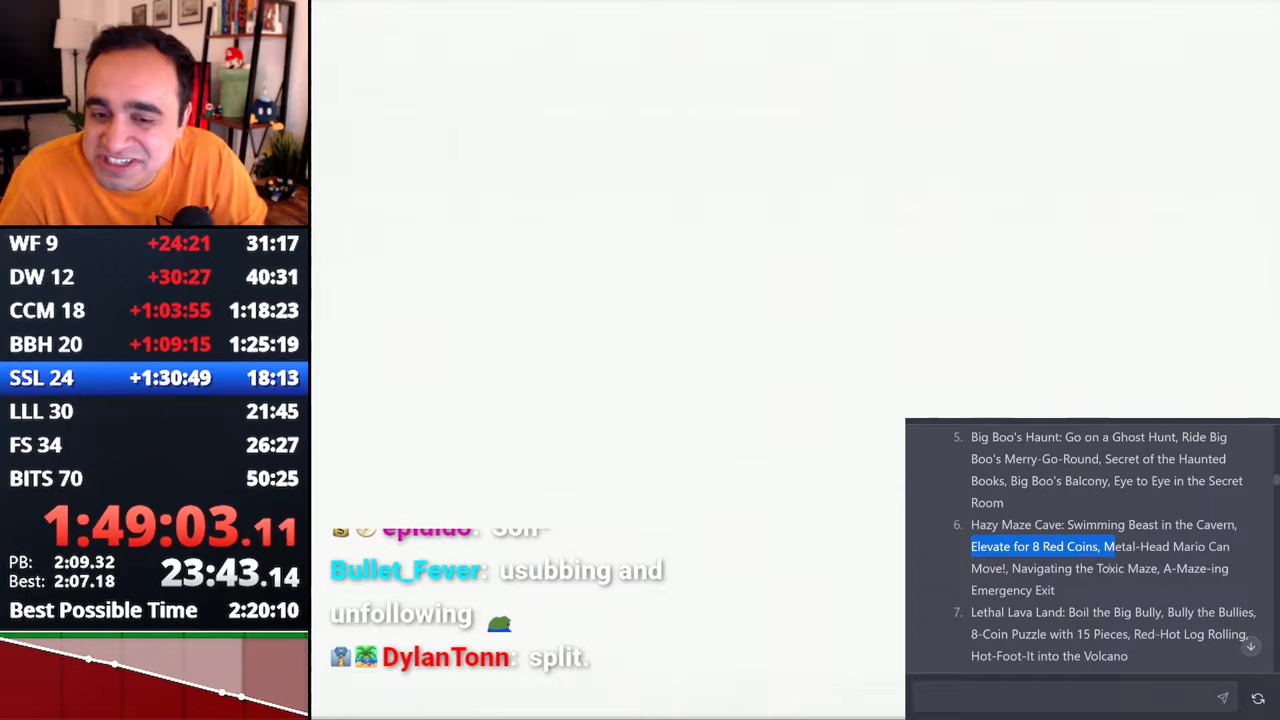 WF 9 +24:21 31:17
DW 12 +30:27 40:31
CCM 18 +1:03:55 1:18:23
BBH 20 +1:09:15 1:25:19
SSL 24 +1:30:49 18:13
LLL 30 21:45
FS 34 26:27
BITS 70 50:25
1:49:03.11
PB: 2:09.32
Best: 2:07.18
23:43.14
Best Possible Time 2:20:10
epididо: Son-
Bullet_Fever: usubbing and
unfollowing
DylanTonn: split.
5. Big Boo's Haunt: Go on a Ghost Hunt, Ride Big
Boo's Merry-Go-Round, Secret of the Haunted
Books, Big Boo's Balcony, Eye to Eye in the Secret
Room
6. Hazy Maze Cave: Swimming Beast in the Cavern,
Elevate for 8 Red Coins, Metal-Head Mario Can
Move!, Navigating the Toxic Maze, A-Maze-ing
Emergency Exit
7. Lethal Lava Land: Boil the Big Bully, Bully the Bullies,
8-Coin Puzzle with 15 Pieces, Red-Hot Log Rolling,
Hot-Foot-It into the Volcano